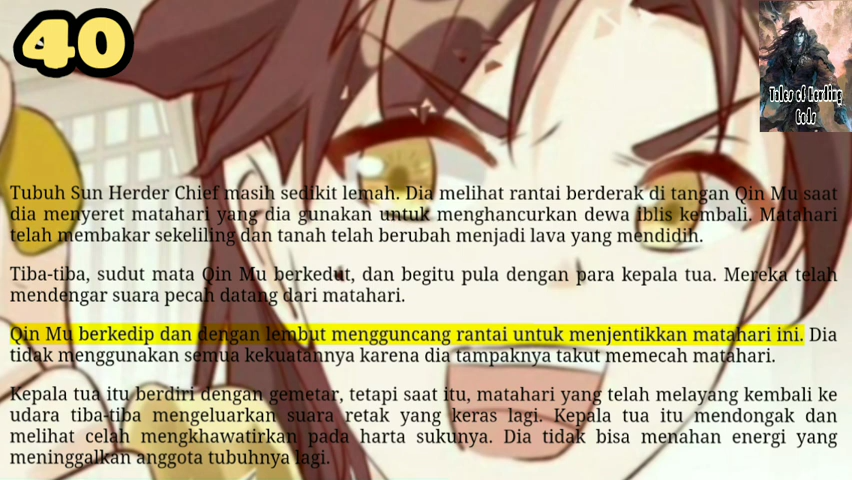 40
Tales of Herding
Gods
Tubuh Sun Herder Chief masih sedikit lemah. Dia melihat rantai berderak di tangan Qin Mu saat
dia menyeret matahari yang dia gunakan untuk menghancurkan dewa iblis kembali. Matahari
telah membakar sekeliling dan tanah telah berubah menjadi lava yang mendidih.
Tiba-tiba, sudut mata Qin Mu berkedut, dan begitu pula dengan para kepala tua. Mereka telah
mendengar suara pecah datang dari matahari.
Qin Mu berkedip dan dengan lembut mengguncang rantai untuk menjentikkan matahari ini. Dia
tidak menggunakan semua kekuatannya karena dia tampaknya takut memecah matahari.
Kepala tua itu berdiri dengan gemetar, tetapi saat itu, matahari yang telah melayang kembali ke
udara tiba-tiba mengeluarkan suara retak yang keras lagi. Kepala tua itu mendongak dan
melihat celah mengkhawatirkan pada harta sukunya. Dia tidak bisa menahan energi yang
meninggalkan anggota tubuhnya lagi.